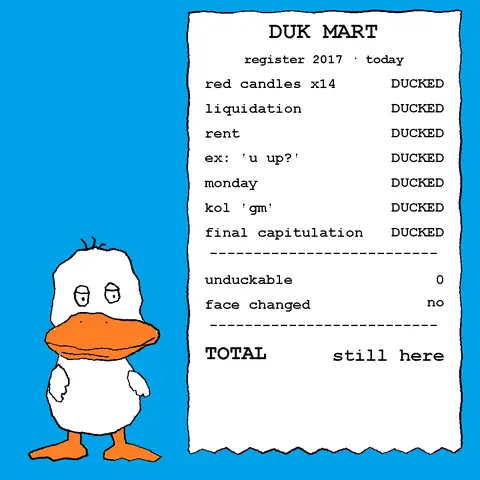 DUK MART
register 2017 · today
red candles x14 DUCKED
liquidation DUCKED
rent DUCKED
ex: 'u up?' DUCKED
monday DUCKED
kol 'gm' DUCKED
final capitulation DUCKED
--------------------------
unduckable 0
face changed no
--------------------------
TOTAL still here